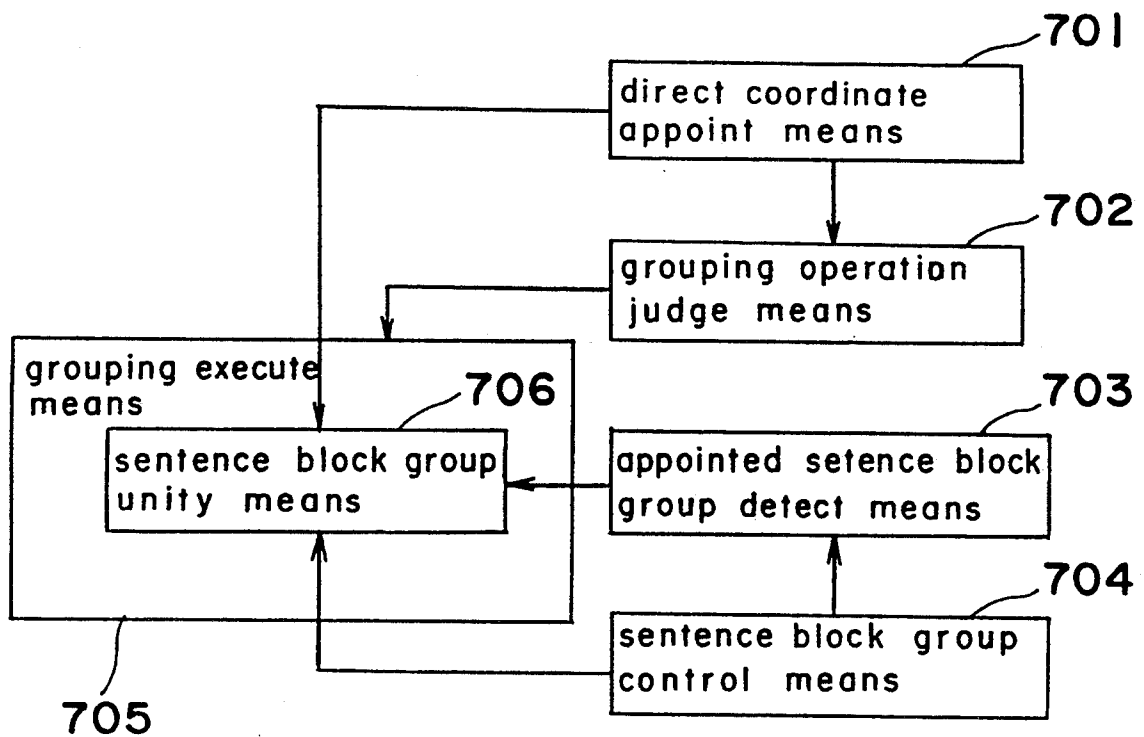 701
direct coordinate
appoint means
702
grouping operation
judge means
grouping execute
means
706
sentence block group
unity means
703
appointed setence block
group detect means
704
sentence block group
control means
705